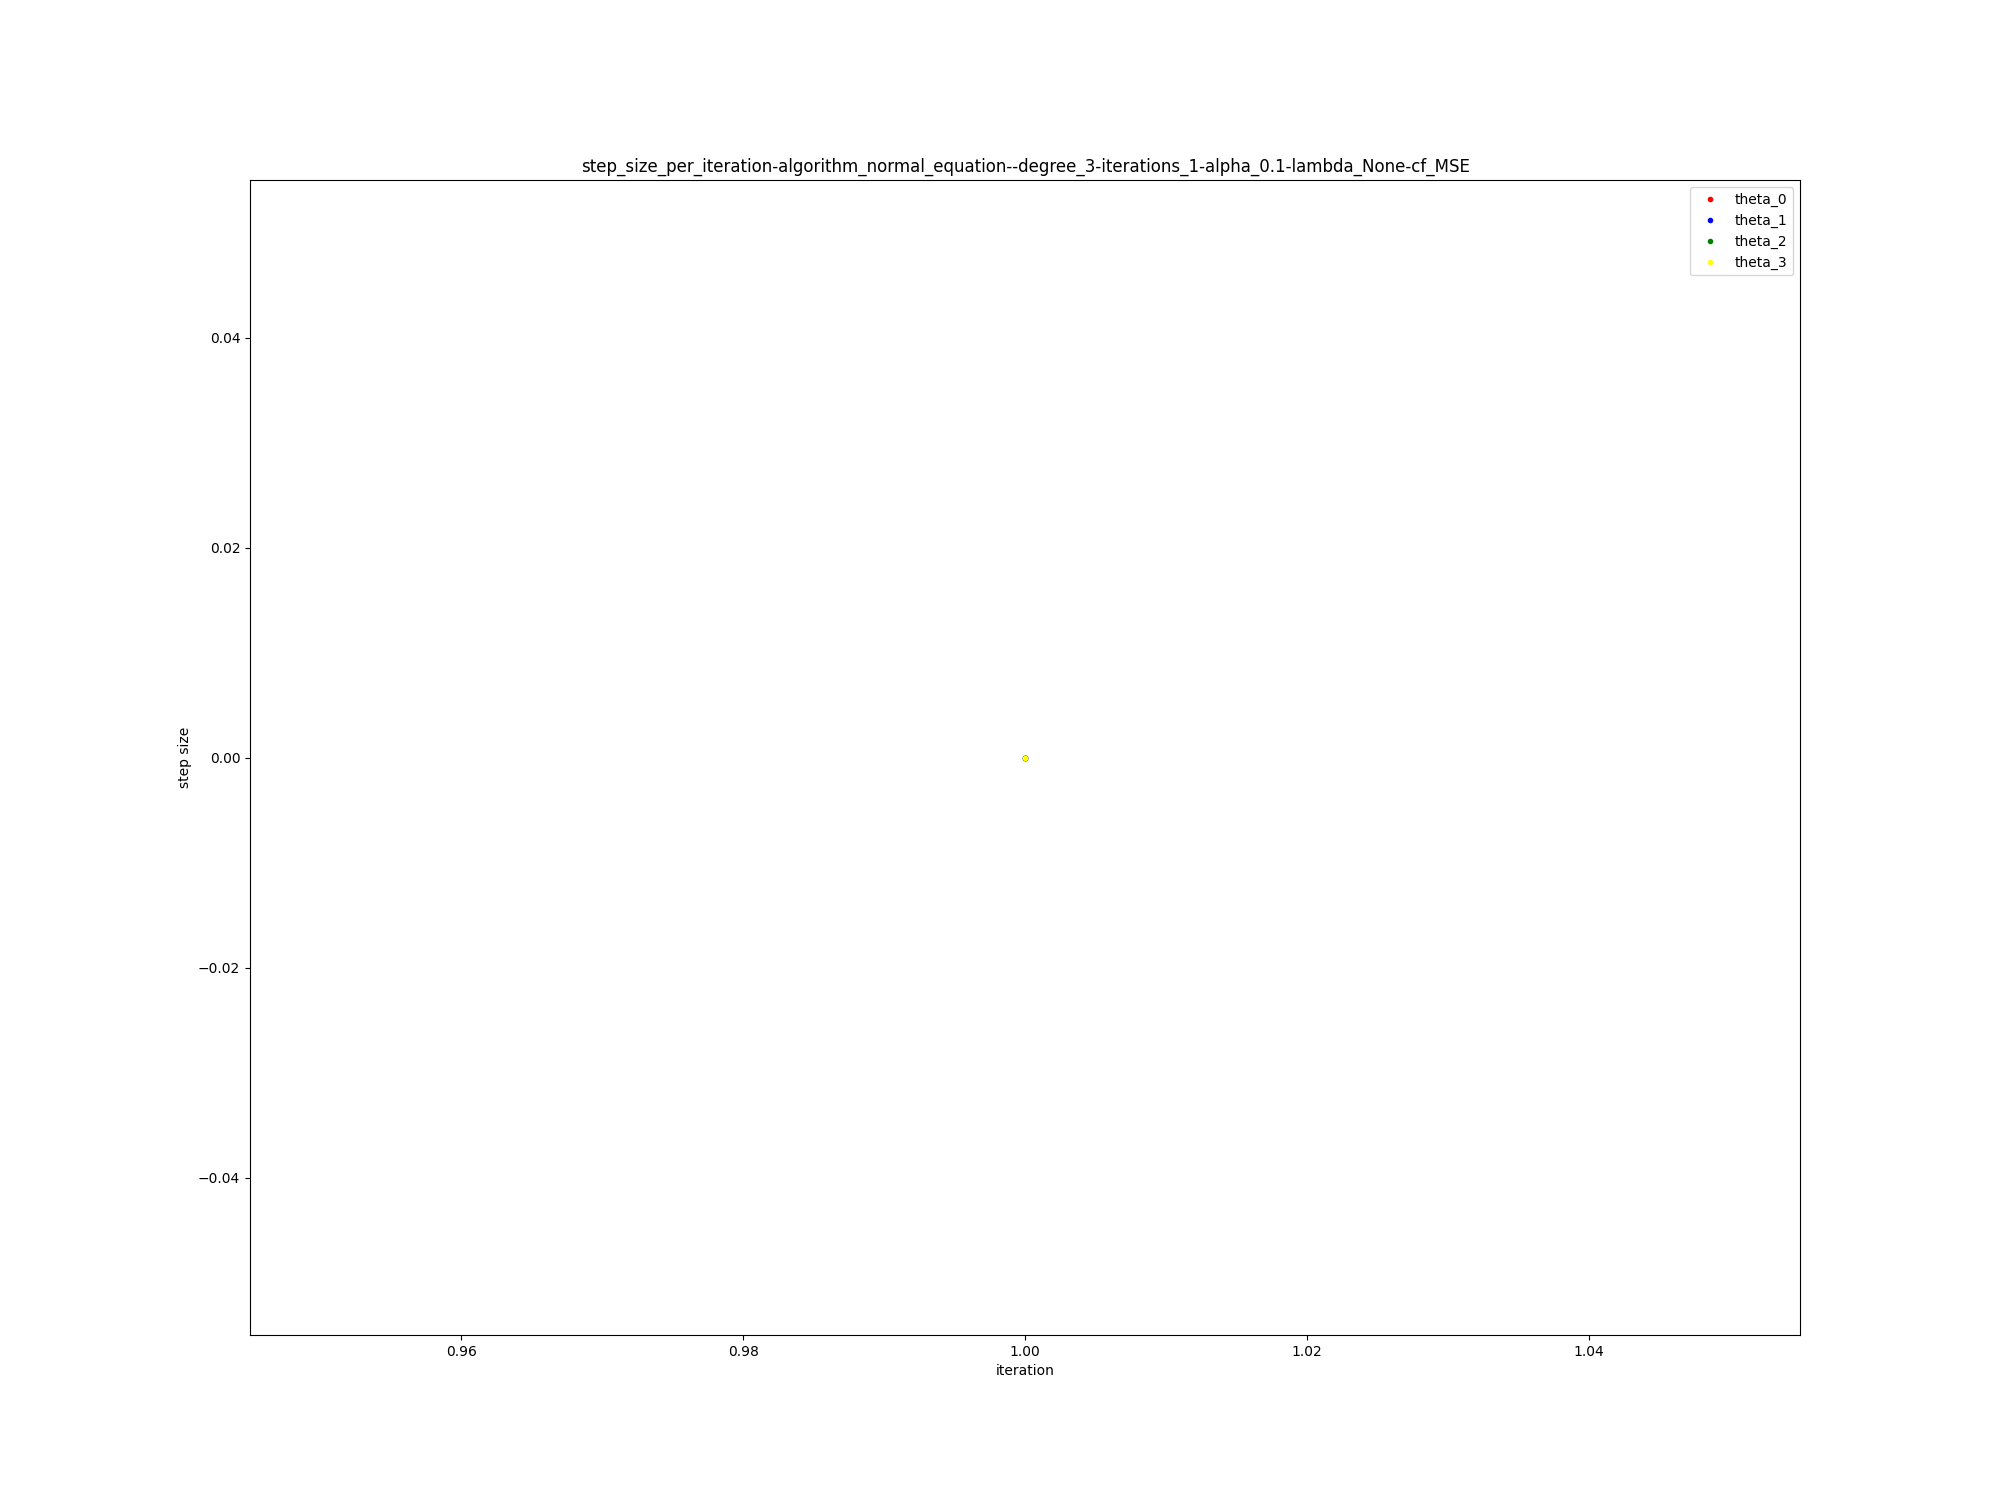 step_size_per_iteration-algorithm_normal_equation--degree_3-iterations_1-alpha_0.1-lambda_None-cf_MSE
theta_0
theta_1
theta_2
theta_3
0.04
0.02
0.00
−0.02
−0.04
step size
0.96
0.98
1.00
1.02
1.04
iteration